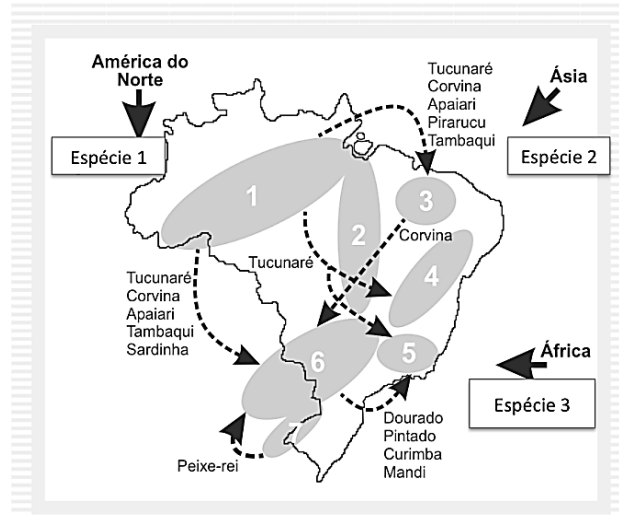 América do
Norte
Espécie 1
Tucunaré
Corvina
Apaiari
Pirarucu
Tambaqui
Ásia
Espécie 2
1
2
3
Corvina
4
Tucunaré
Tucunaré
Corvina
Apaiari
Tambaqui
Sardinha
5
6
África
Espécie 3
7
Dourado
Pintado
Curimba
Mandi
Peixe-rei